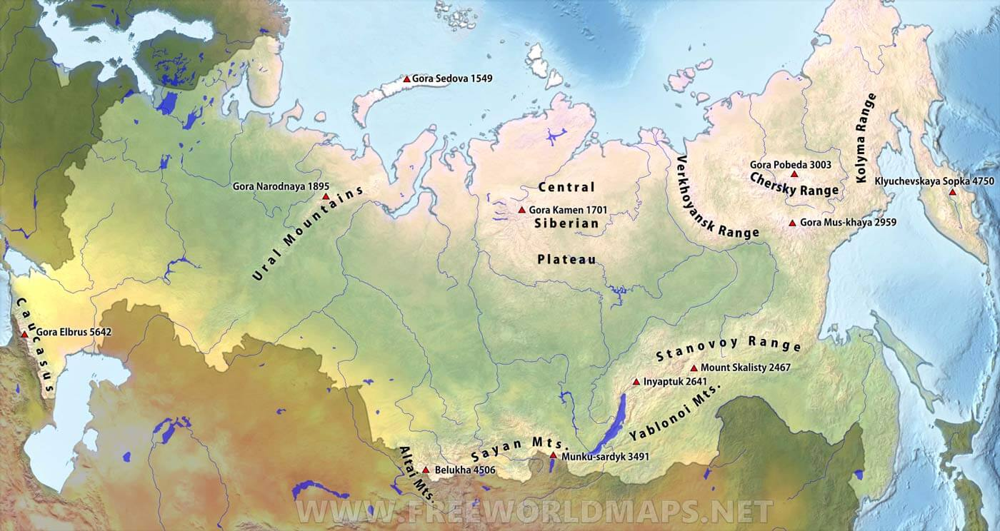 Gora Sedova 1549
Kolyma Range
Verkhoyansk Range
Gora Pobeda 3003
Chersky Range
Klyuchevskaya Sopka 4750
Gora Narodnaya 1895
Ural Mountains
Central
Gora Kamen 1701
Siberian
Plateau
Gora Mus-khaya 2959
Caucasus
Gora Elbrus 5642
Stanovoy Range
Mount Skalisty 2467
Inyaptuk 2641
Yablonoi Mts.
Sayan Mts.
Munku-sardyk 3491
Altai Mts.
Belukha 4506
WWW.FREEWORLDMAPS.NET